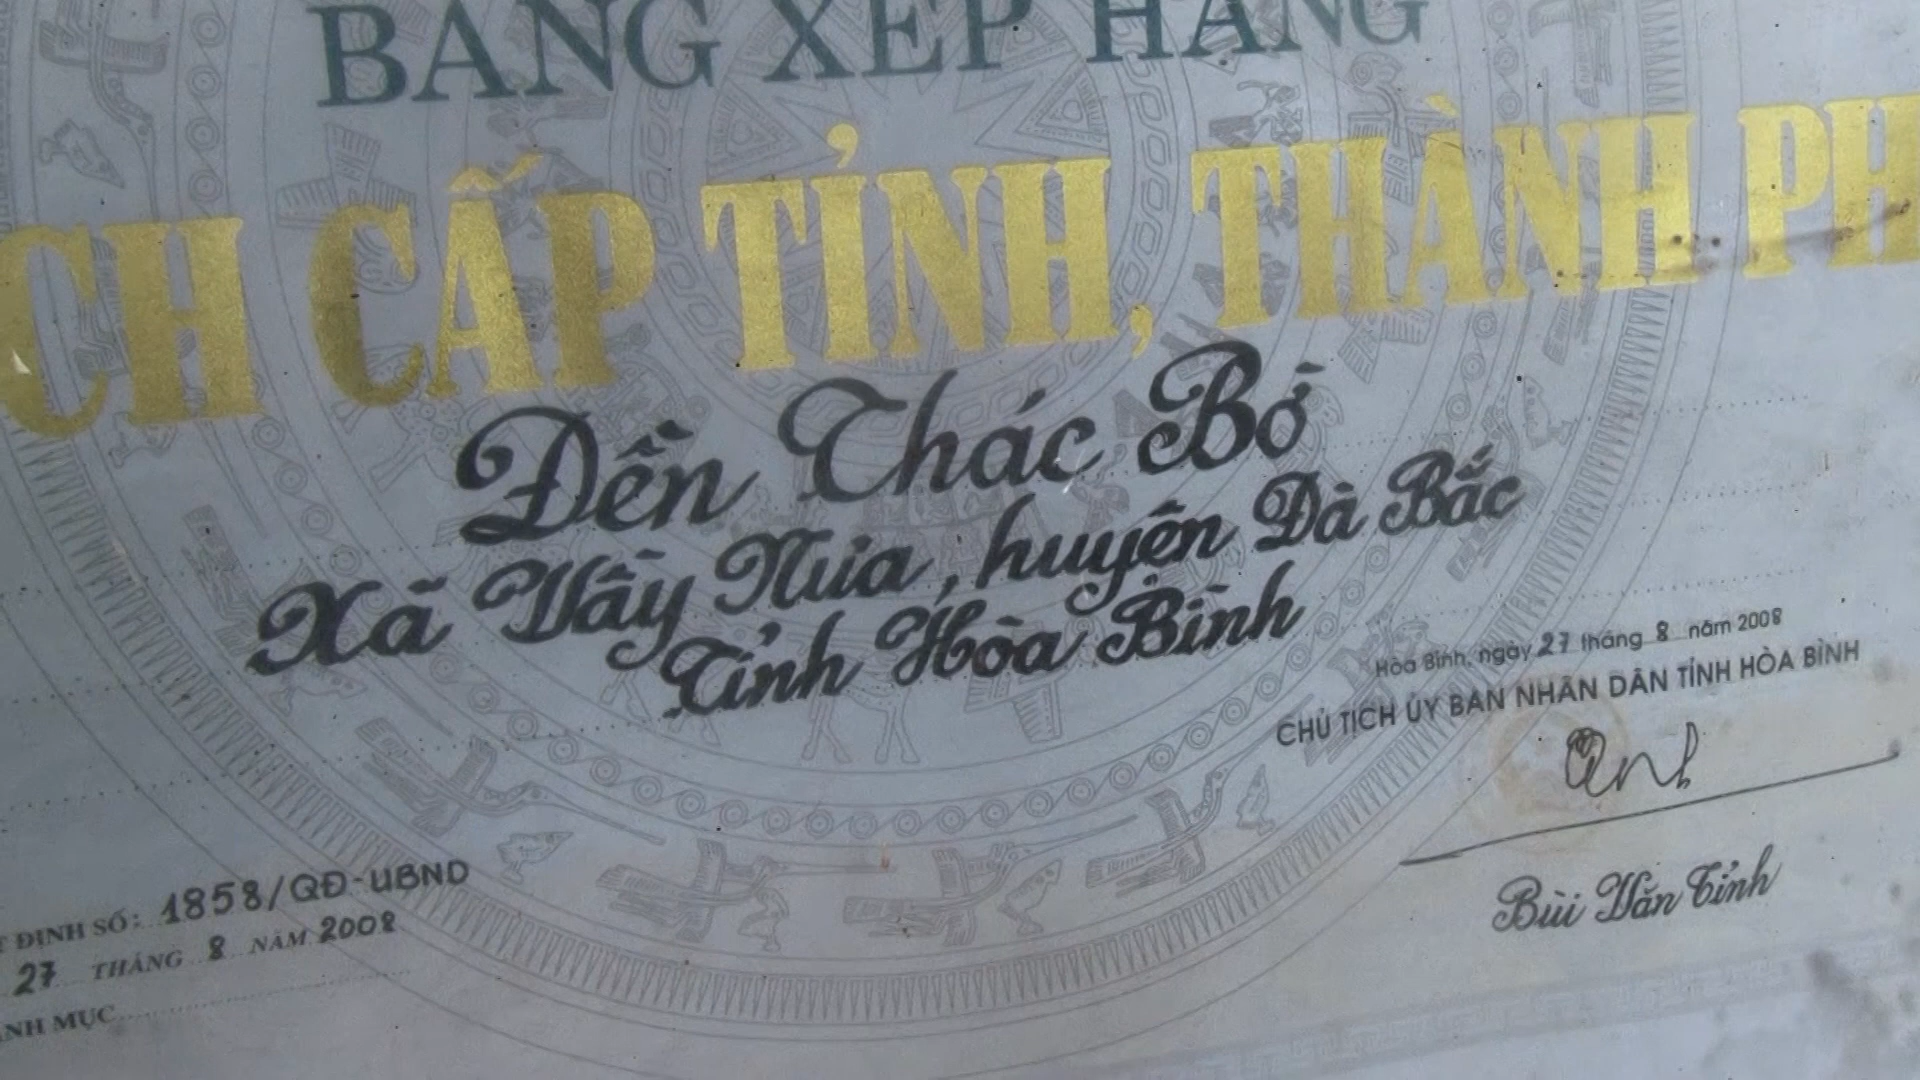 BẰNG XẾP HẠNG
CH CẤP TỈNH, THÀNH PH
Đền Thác Bờ
Xã Vầy Nưa, huyện Đà Bắc
Tỉnh Hòa Bình
Hòa Bình, ngày 27 tháng 8 năm 2008
CHỦ TỊCH ỦY BAN NHÂN DÂN TỈNH HÒA BÌNH
Bùi Văn Tỉnh
T ĐỊNH SỐ: 1858/QĐ-UBND
27 THÁNG 8 NĂM 2008
ANH MỤC